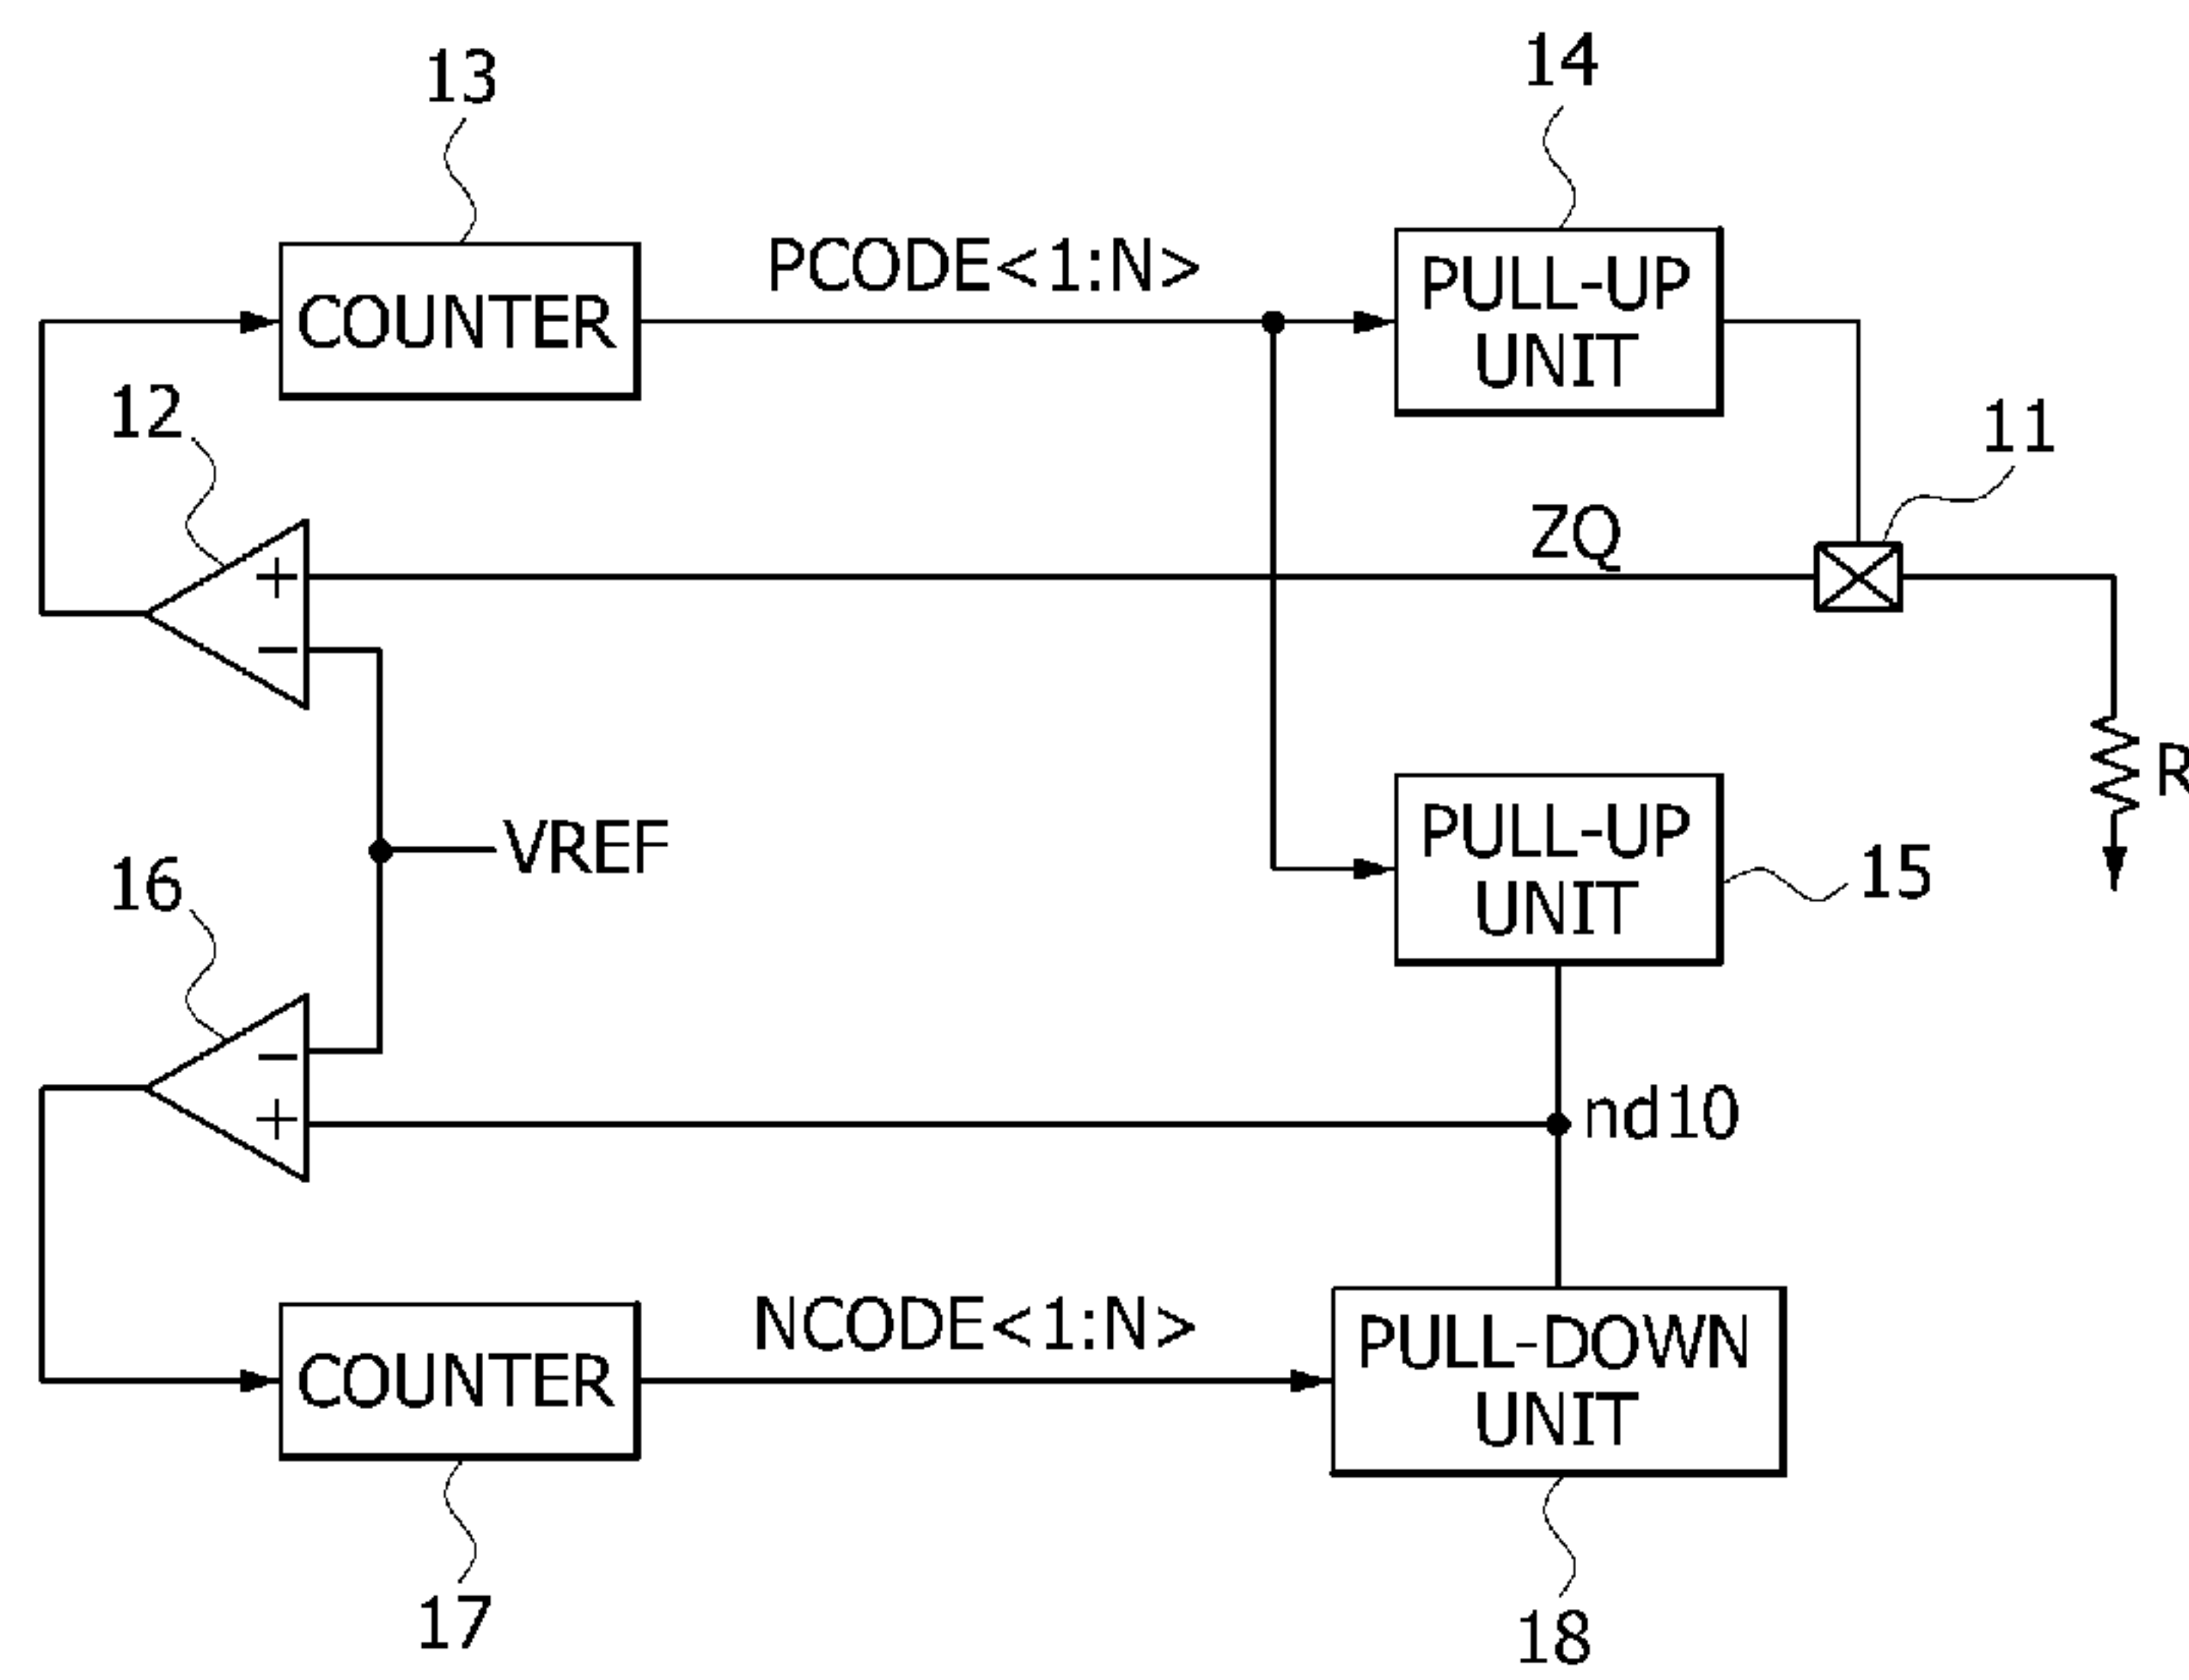 13
14
COUNTER
PCODE<1:N>
PULL-UP
UNIT
12
11
ZQ
+
−
R
VREF
PULL-UP
UNIT
15
16
−
+
nd10
COUNTER
NCODE<1:N>
PULL-DOWN
UNIT
17
18